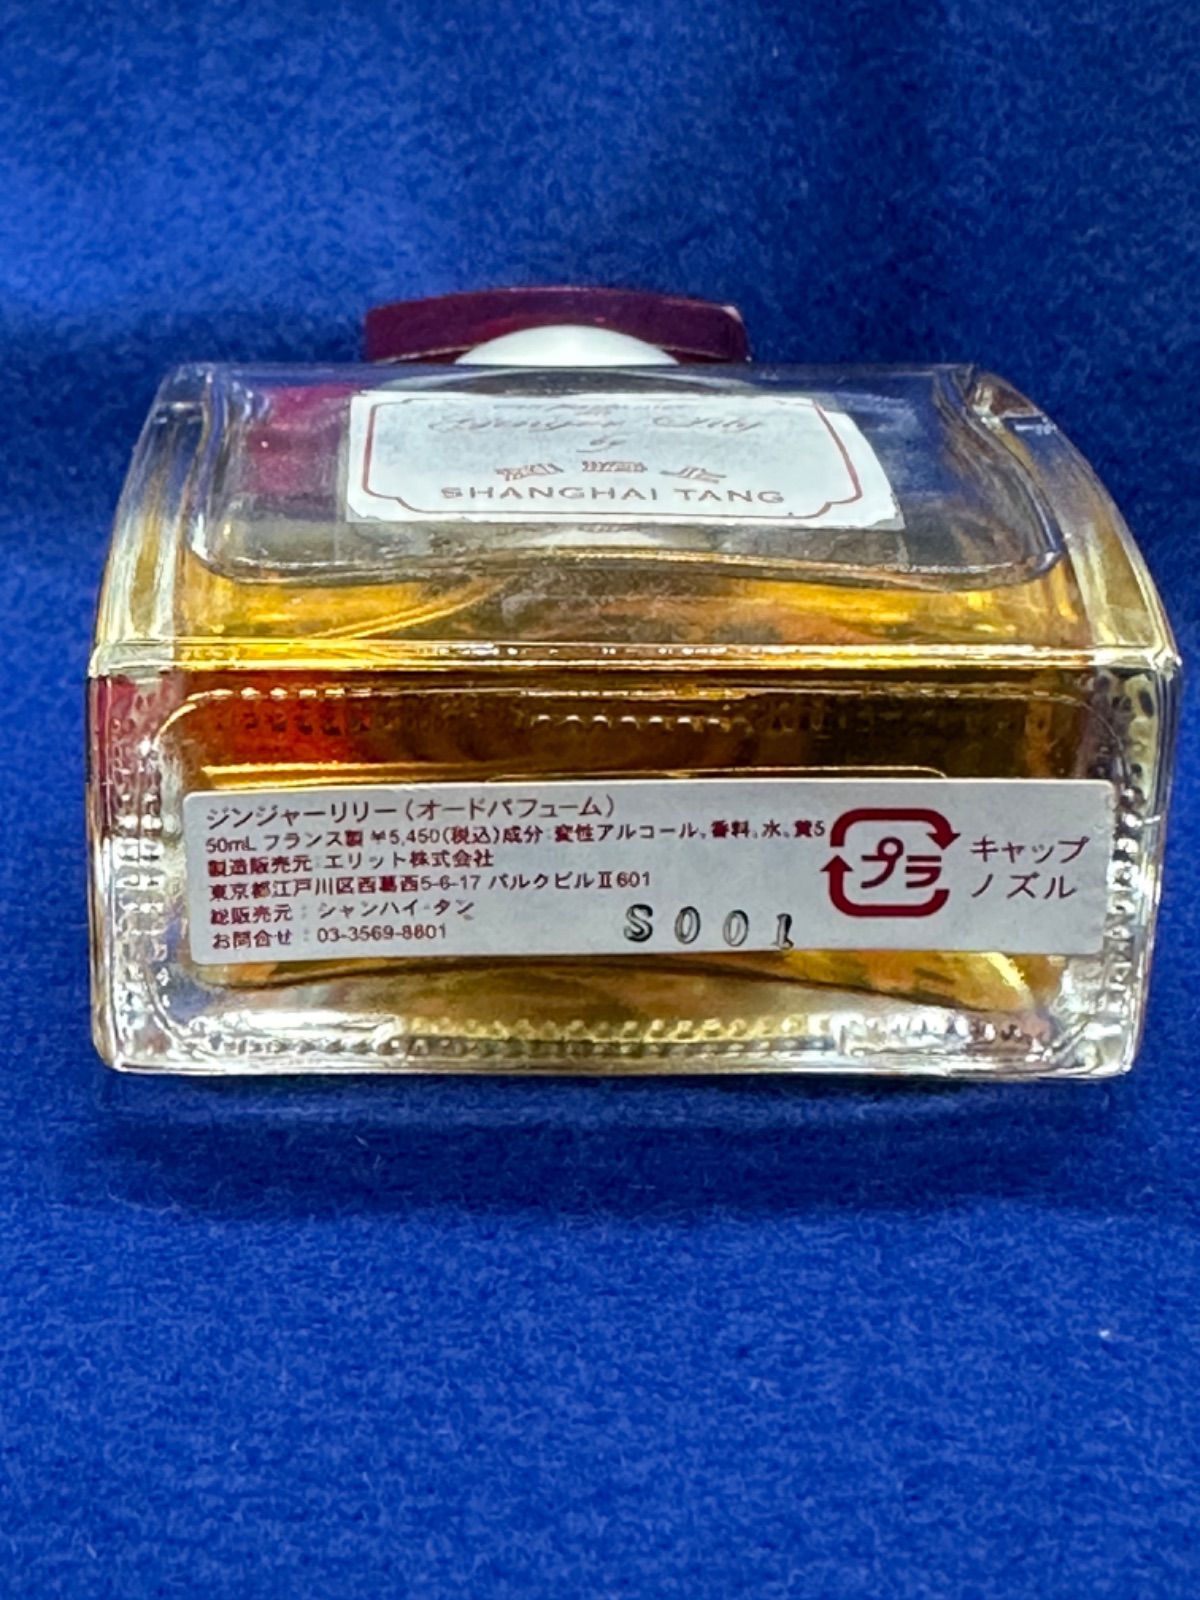 Ginger Lily
by
SHANGHAI TANG
ジンジャーリリー（オードパフューム）
50mL フランス製 ¥5,450(税込)成分:変性アルコール、香料、水、黄5
製造販売元:エリット株式会社
東京都江戸川区西葛西5-6-17 パルクビルⅡ601
総販売元:シャンハイ・タン
お問合せ:03-3569-8801
S001
プラ
キャップ
ノズル